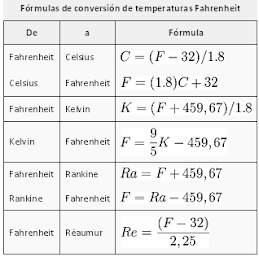 Fórmulas de conversión de temperaturas Fahrenheit
De a Fórmula
Fahrenheit Celsius C = (F − 32)/1.8
Celsius Fahrenheit F = (1.8)C + 32
Fahrenheit Kelvin K = (F + 459,67)/1.8
Kelvin Fahrenheit F = \frac{9}{5}K − 459,67
Fahrenheit Rankine Ra = F + 459,67
Rankine Fahrenheit F = Ra − 459,67
Fahrenheit Réaumur Re = \frac{(F − 32)}{2,25}